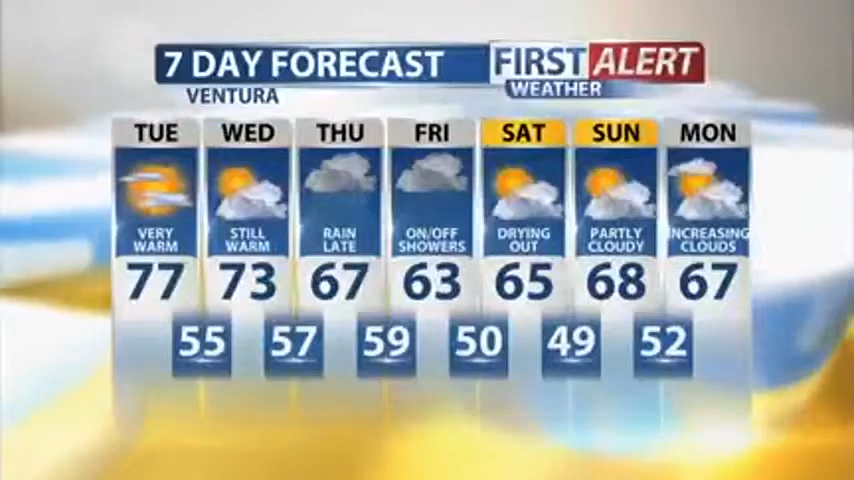 7 DAY FORECAST
FIRST ALERT
WEATHER
VENTURA
TUE WED THU FRI SAT SUN MON
VERY STILL RAIN ON/OFF DRYING PARTLY INCREASING
WARM WARM LATE SHOWERS OUT CLOUDY CLOUDS
77 73 67 63 65 68 67
55 57 59 50 49 52